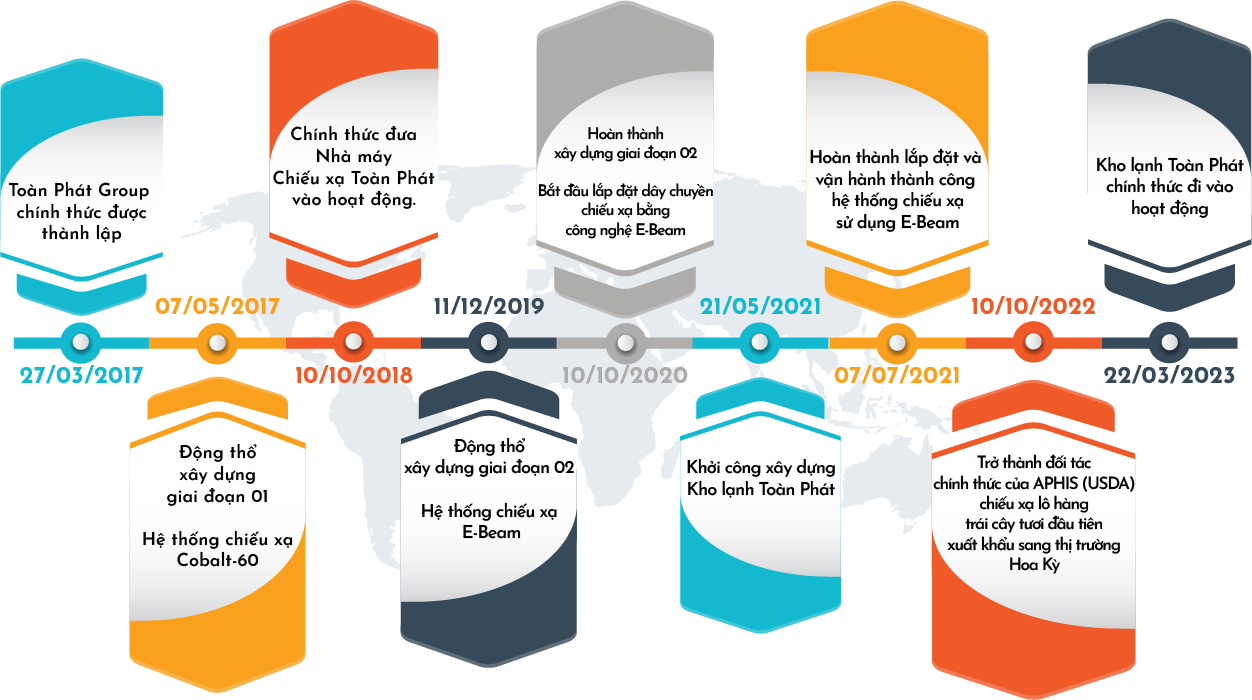 Toàn Phát Group
chính thức được
thành lập
27/03/2017
07/05/2017
Động thổ
xây dựng
giai đoạn 01
Hệ thống chiếu xạ
Cobalt-60
Chính thức đưa
Nhà máy
Chiếu xạ Toàn Phát
vào hoạt động.
10/10/2018
11/12/2019
Động thổ
xây dựng giai đoạn 02
Hệ thống chiếu xạ
E-Beam
Hoàn thành
xây dựng giai đoạn 02
Bắt đầu lắp đặt dây chuyền
chiếu xạ bằng
công nghệ E-Beam
10/10/2020
21/05/2021
Khởi công xây dựng
Kho lạnh Toàn Phát
Hoàn thành lắp đặt và
vận hành thành công
hệ thống chiếu xạ
sử dụng E-Beam
07/07/2021
10/10/2022
Trở thành đối tác
chính thức của APHIS (USDA)
chiếu xạ lô hàng
trái cây tươi đầu tiên
xuất khẩu sang thị trường
Hoa Kỳ
Kho lạnh Toàn Phát
chính thức đi vào
hoạt động
22/03/2023